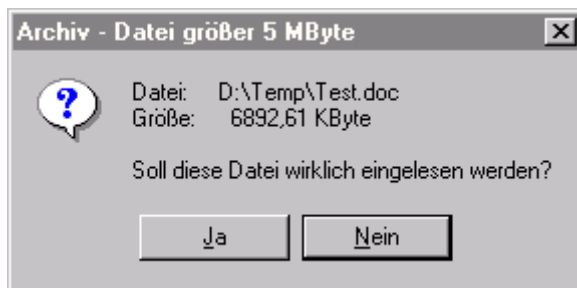 Archiv - Datei größer 5 MByte
Datei: D:\Temp\Test.doc
Größe: 6892,61 KByte
Soll diese Datei wirklich eingelesen werden?
Ja Nein